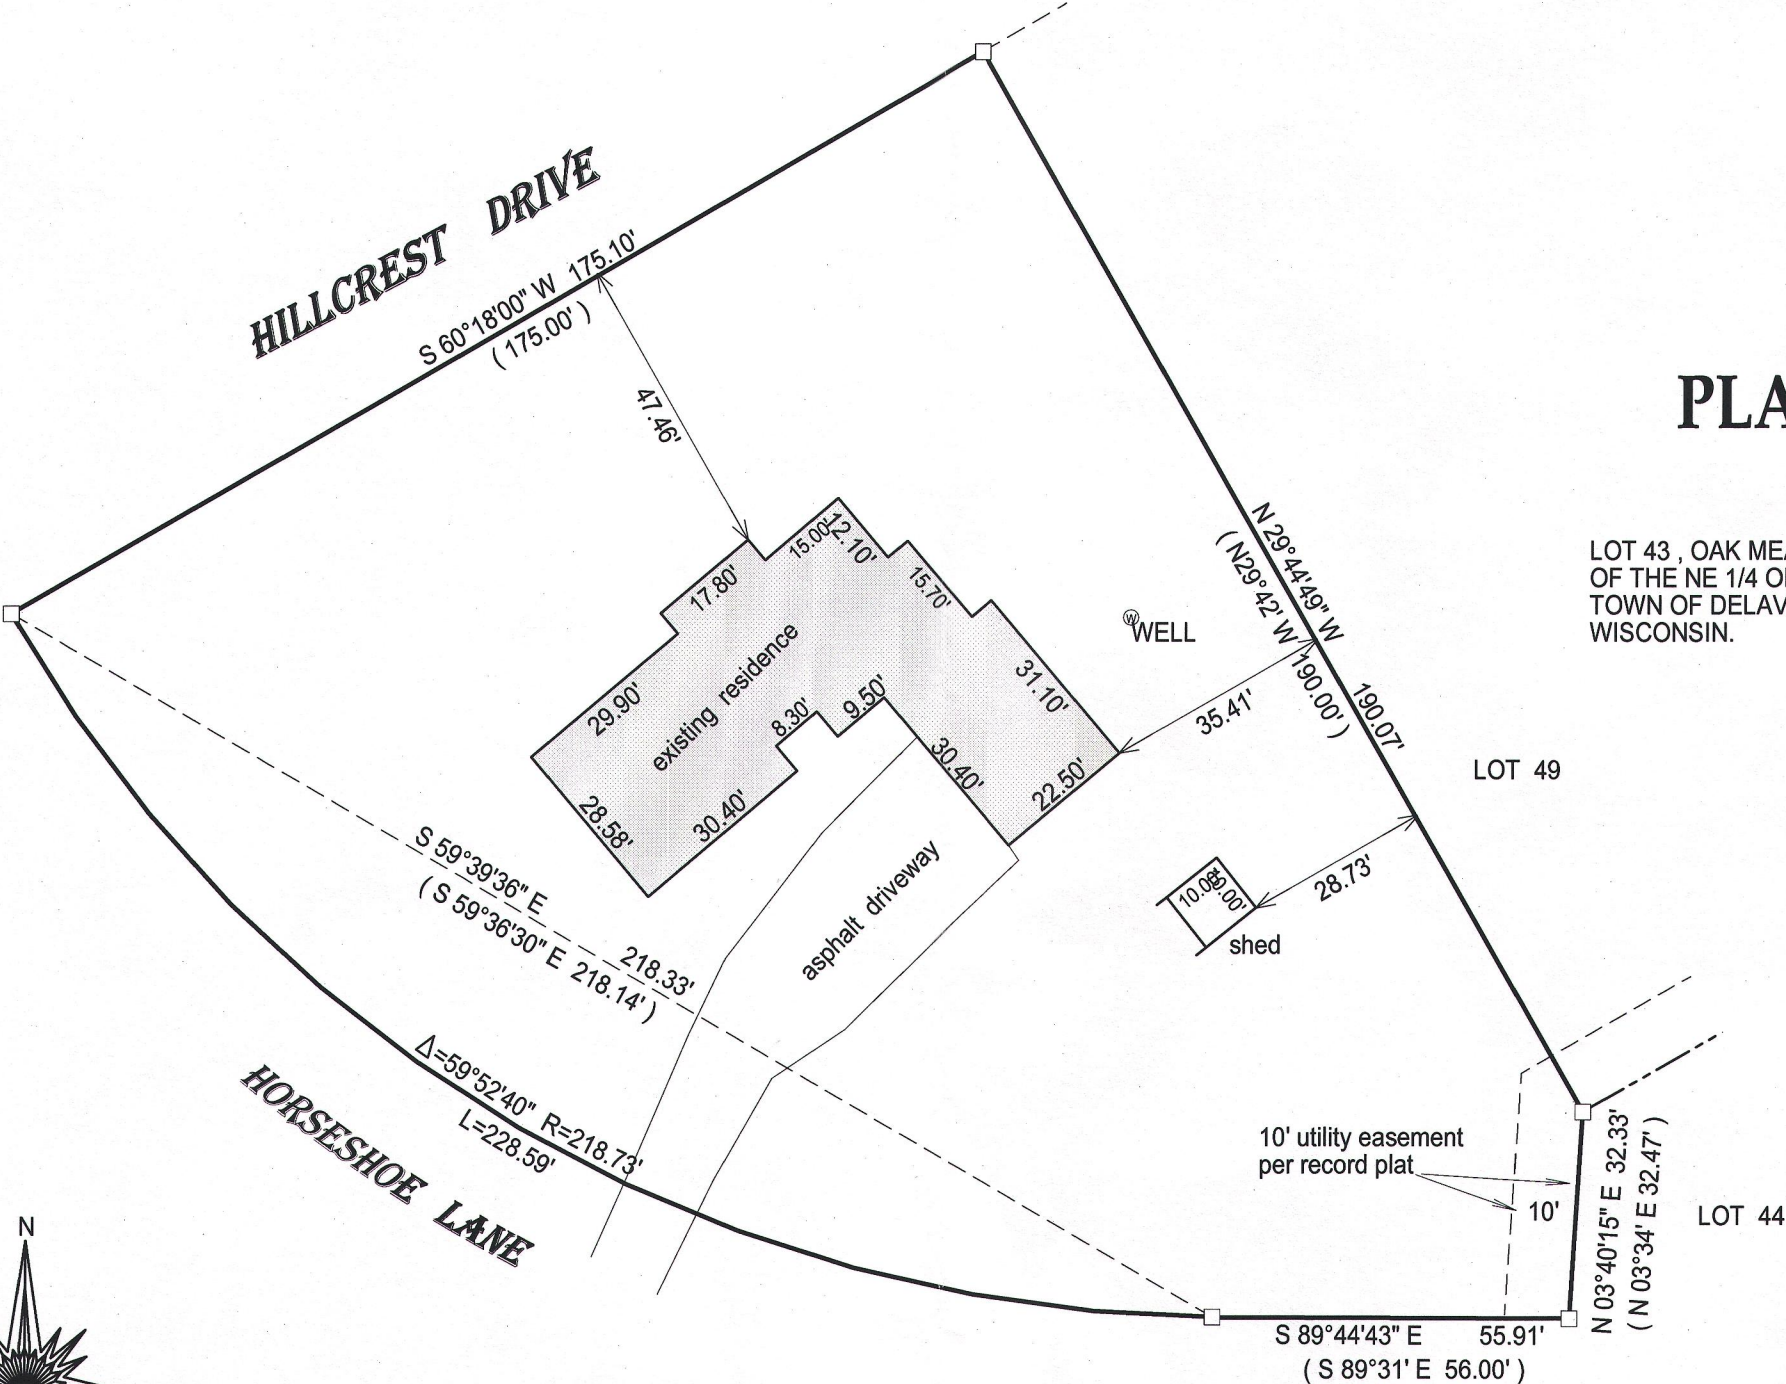 HILLCREST DRIVE
S 60°18'00" W 175.10'
( 175.00' )
47.46'
PLA
LOT 43 , OAK MEA
OF THE NE 1/4 O
TOWN OF DELAV
WISCONSIN.
N 29°44'49" W 190.07'
( N29°42' W 190.00' )
15.00'
12.10'
17.80'
15.70'
WELL
W
29.90'
existing residence
31.10'
35.41'
8.30'
9.50'
30.40'
22.50'
LOT 49
28.58'
30.40'
asphalt driveway
28.73'
10.00'
shed
S 59°39'36" E 218.33'
( S 59°36'30" E 218.14' )
Δ=59°52'40" R=218.73'
L=228.59'
HORSESHOE LANE
10' utility easement
per record plat
10'
N 03°40'15" E 32.33'
( N 03°34' E 32.47' )
LOT 44
N
S 89°44'43" E 55.91'
( S 89°31' E 56.00' )